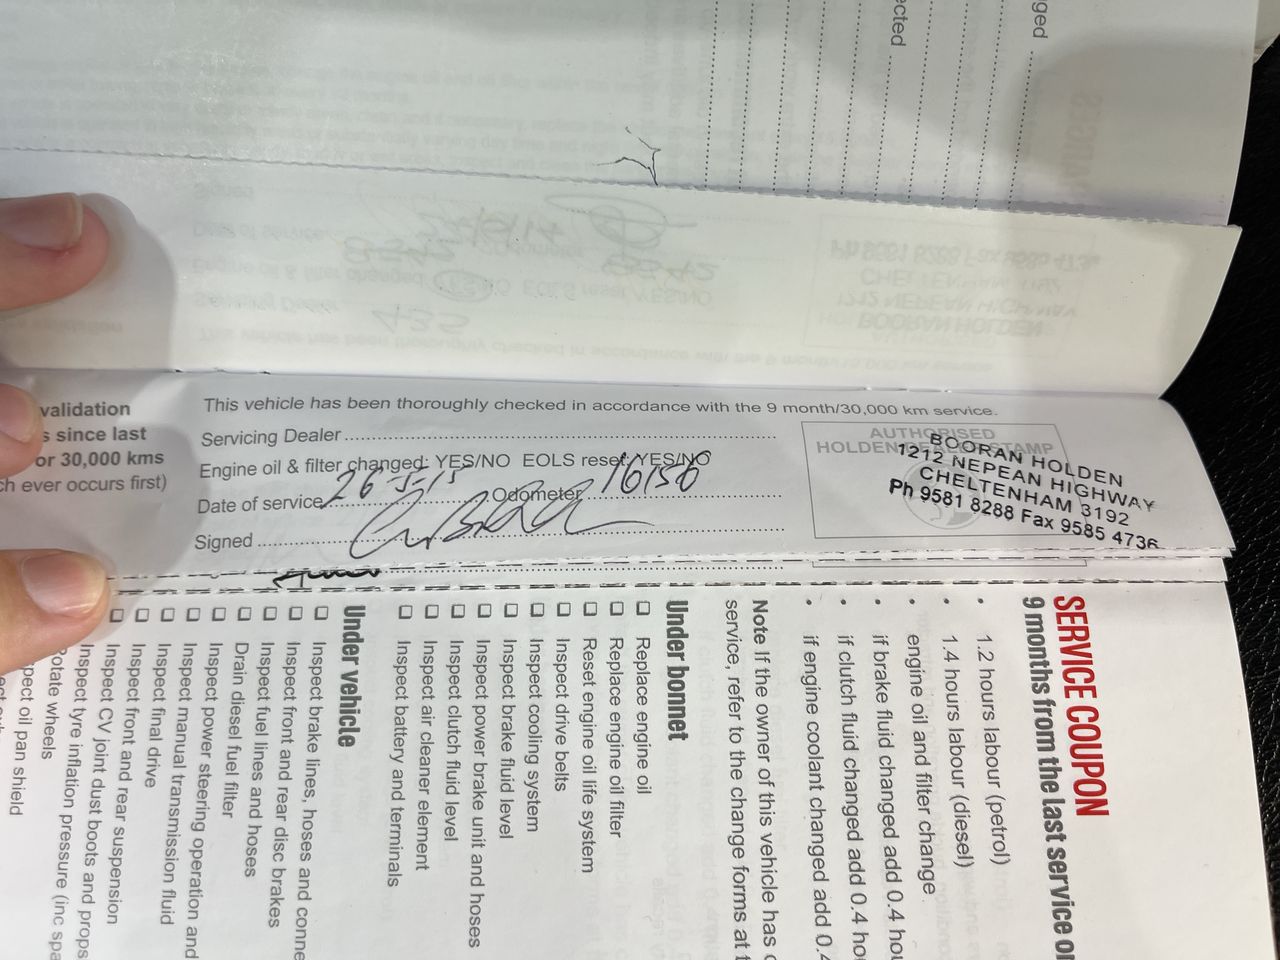 ected
ged
validation
s since last
or 30,000 kms
ch ever occurs first)
This vehicle has been thoroughly checked in accordance with the 9 month/30,000 km service.
Servicing Dealer
Engine oil & filter changed: YES/NO EOLS reset: YES/NO
Date of service 26-5-15 Odometer 16156
Signed
AUTHORISED
HOLDEN DEALER STAMP
BOORAN HOLDEN
1212 NEPEAN HIGHWAY
CHELTENHAM 3192
Ph 9581 8288 Fax 9585 4736
SERVICE COUPON
9 months from the last service or
• 1.2 hours labour (petrol)
• 1.4 hours labour (diesel)
• engine oil and filter change
• if brake fluid changed add 0.4 hou
• if clutch fluid changed add 0.4 ho
• if engine coolant changed add 0.4
Note If the owner of this vehicle has
service, refer to the change forms at t
Under bonnet
Replace engine oil
Replace engine oil filter
Reset engine oil life system
Inspect drive belts
Inspect cooling system
Inspect brake fluid level
Inspect power brake unit and hoses
Inspect clutch fluid level
Inspect air cleaner element
Inspect battery and terminals
Under vehicle
Inspect brake lines, hoses and conne
Inspect front and rear disc brakes
Inspect fuel lines and hoses
Drain diesel fuel filter
Inspect power steering operation and
Inspect manual transmission fluid
Inspect final drive
Inspect front and rear suspension
Inspect CV joint dust boots and props
Inspect tyre inflation pressure (inc spa
otate wheels
spect oil pan shield